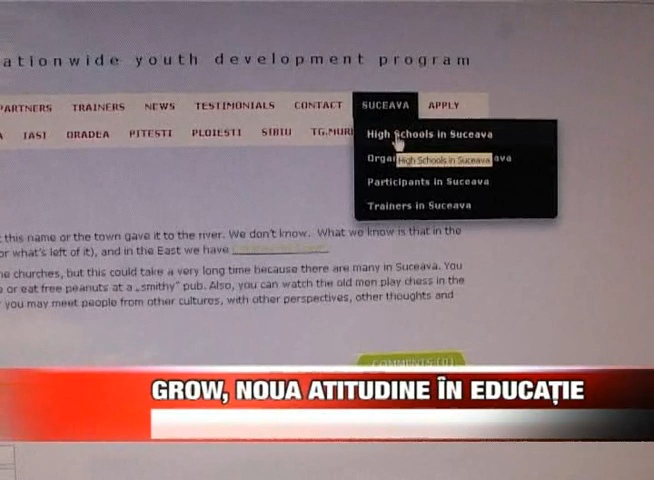 ationwide youth development program
PARTNERS TRAINERS NEWS TESTIMONIALS CONTACT SUCEAVA APPLY
IASI ORADEA PITESTI PLOIESTI SIBIU TG.MUR
High Schools in Suceava
High Schools in Suceava
Participants in Suceava
Trainers in Suceava
this name or the town gave it to the river. We don't know. What we know is that in the
or what's left of it), and in the East we have
he churches, but this could take a very long time because there are many in Suceava. You
or eat free peanuts at a „smithy” pub. Also, you can watch the old men play chess in the
you may meet people from other cultures, with other perspectives, other thoughts and
COMMENTS (0)
GROW, NOUA ATITUDINE ÎN EDUCAȚIE